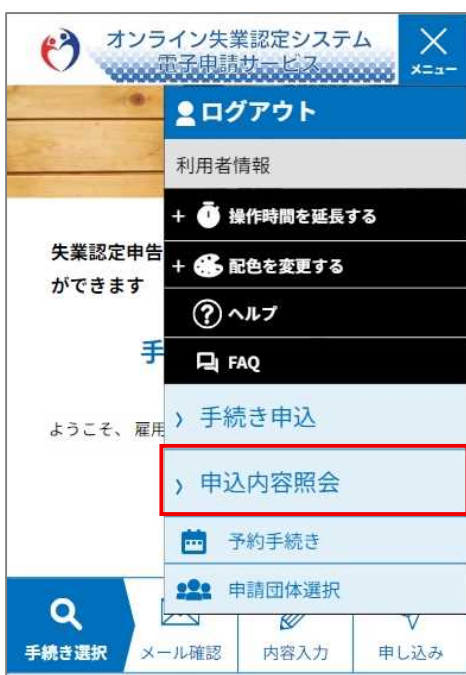 オンライン失業認定システム
電子申請サービス
メニュー
ログアウト
利用者情報
+ 操作時間を延長する
+ 配色を変更する
ヘルプ
FAQ
失業認定申告
ができます
手
ようこそ、雇用
› 手続き申込
› 申込内容照会
予約手続き
申請団体選択
手続き選択
メール確認
内容入力
申し込み